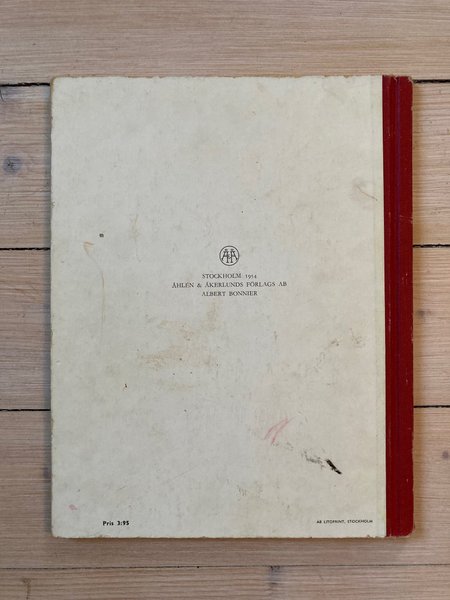 STOCKHOLM 1954
ÅHLÉN & ÅKERLUNDS FÖRLAGS AB
ALBERT BONNIER
Pris 3:95
AB LITOPRINT, STOCKHOLM